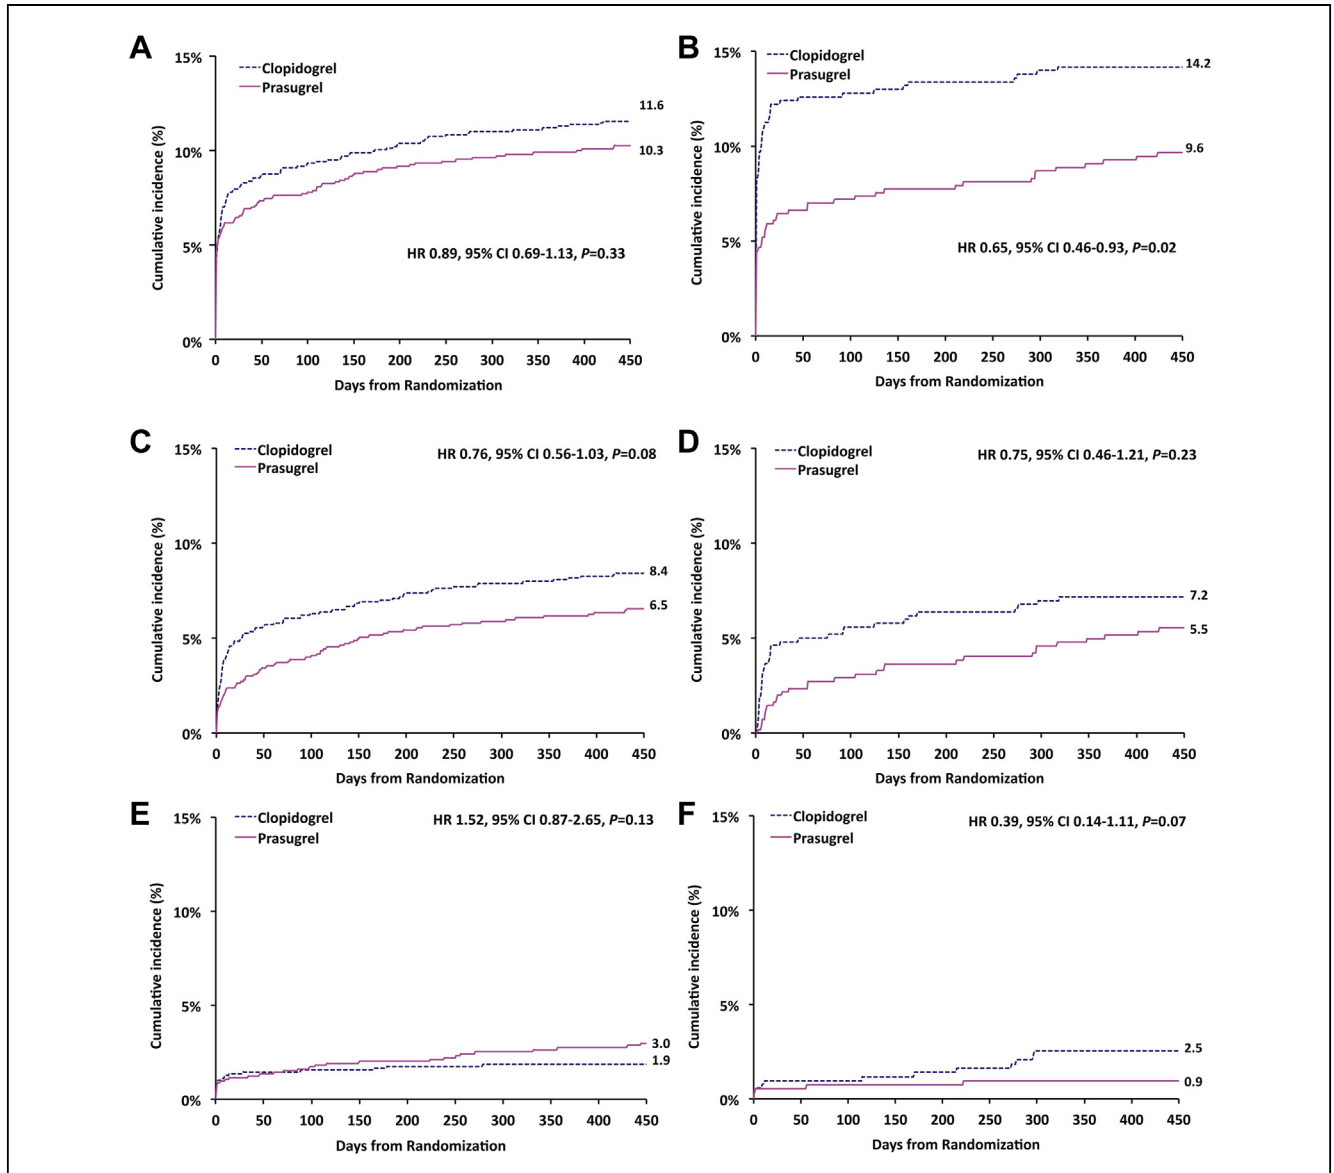 A
15%
Clopidogrel
Prasugrel
11.6
10%
10.3
5%
HR 0.89, 95% CI 0.69-1.13, P=0.33
0%
Cumulative incidence (%)
0 50 100 150 200 250 300 350 400 450
Days from Randomization
B
15%
Clopidogrel
Prasugrel
14.2
10%
9.6
5%
HR 0.65, 95% CI 0.46-0.93, P=0.02
0%
Cumulative incidence (%)
0 50 100 150 200 250 300 350 400 450
Days from Randomization
C
15%
Clopidogrel
Prasugrel
HR 0.76, 95% CI 0.56-1.03, P=0.08
10%
8.4
6.5
5%
0%
Cumulative incidence (%)
0 50 100 150 200 250 300 350 400 450
Days from Randomization
D
15%
Clopidogrel
Prasugrel
HR 0.75, 95% CI 0.46-1.21, P=0.23
10%
7.2
5.5
5%
0%
Cumulative incidence (%)
0 50 100 150 200 250 300 350 400 450
Days from Randomization
E
15%
Clopidogrel
Prasugrel
HR 1.52, 95% CI 0.87-2.65, P=0.13
10%
5%
3.0
1.9
0%
Cumulative incidence (%)
0 50 100 150 200 250 300 350 400 450
Days from Randomization
F
15%
Clopidogrel
Prasugrel
HR 0.39, 95% CI 0.14-1.11, P=0.07
10%
5%
2.5
0.9
0%
Cumulative incidence (%)
0 50 100 150 200 250 300 350 400 450
Days from Randomization